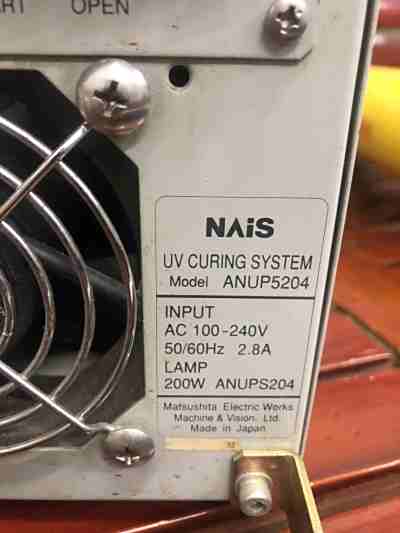 OPEN
NAiS
UV CURING SYSTEM
Model ANUP5204
INPUT
AC 100-240V
50/60Hz 2.8A
LAMP
200W ANUPS204
Matsushita Electric Works
Machine & Vision. Ltd.
Made in Japan